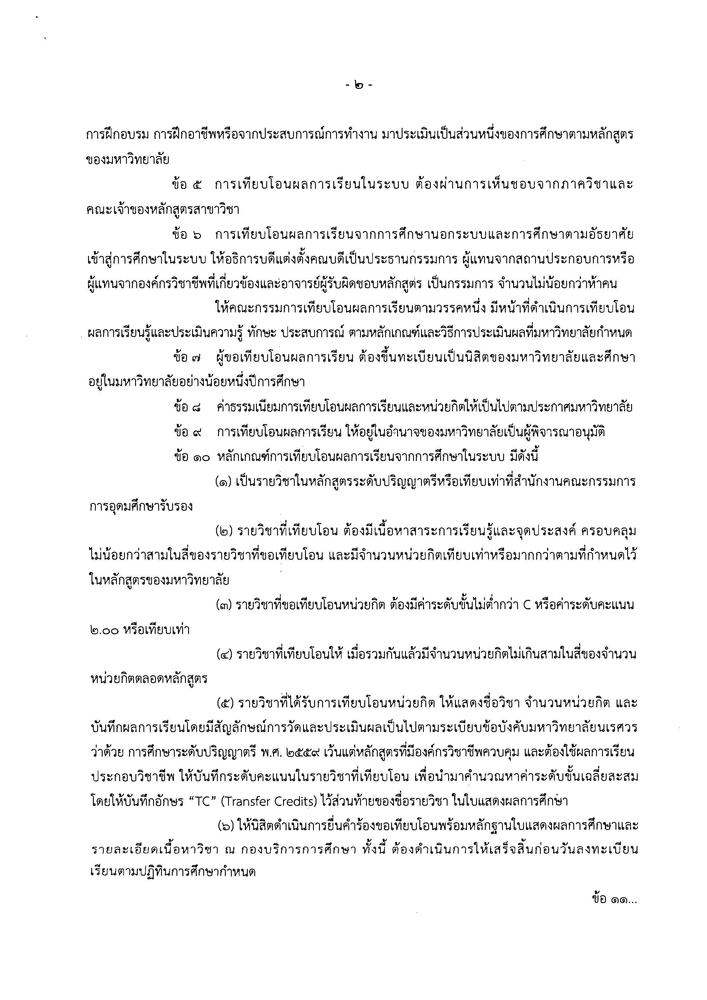 - ๒ -
การฝึกอบรม การฝึกอาชีพหรือจากประสบการณ์การทำงาน มาประเมินเป็นส่วนหนึ่งของการศึกษาตามหลักสูตร
ของมหาวิทยาลัย
ข้อ ๕ การเทียบโอนผลการเรียนในระบบ ต้องผ่านการเห็นชอบจากภาควิชาและ
คณะเจ้าของหลักสูตรสาขาวิชา
ข้อ ๖ การเทียบโอนผลการเรียนจากการศึกษานอกระบบและการศึกษาตามอัธยาศัย
เข้าสู่การศึกษาในระบบ ให้อธิการบดีแต่งตั้งคณบดีเป็นประธานกรรมการ ผู้แทนจากสถานประกอบการหรือ
ผู้แทนจากองค์กรวิชาชีพที่เกี่ยวข้องและอาจารย์ผู้รับผิดชอบหลักสูตร เป็นกรรมการ จำนวนไม่น้อยกว่าห้าคน
ให้คณะกรรมการเทียบโอนผลการเรียนตามวรรคหนึ่ง มีหน้าที่ดำเนินการเทียบโอน
ผลการเรียนรู้และประเมินความรู้ ทักษะ ประสบการณ์ ตามหลักเกณฑ์และวิธีการประเมินผลที่มหาวิทยาลัยกำหนด
ข้อ ๗ ผู้ขอเทียบโอนผลการเรียน ต้องขึ้นทะเบียนเป็นนิสิตของมหาวิทยาลัยและศึกษา
อยู่ในมหาวิทยาลัยอย่างน้อยหนึ่งปีการศึกษา
ข้อ ๘ ค่าธรรมเนียมการเทียบโอนผลการเรียนและหน่วยกิตให้เป็นไปตามประกาศมหาวิทยาลัย
ข้อ ๙ การเทียบโอนผลการเรียน ให้อยู่ในอำนาจของมหาวิทยาลัยเป็นผู้พิจารณาอนุมัติ
ข้อ ๑๐ หลักเกณฑ์การเทียบโอนผลการเรียนจากการศึกษาในระบบ มีดังนี้
(๑) เป็นรายวิชาในหลักสูตรระดับปริญญาตรีหรือเทียบเท่าที่สำนักงานคณะกรรมการ
การอุดมศึกษารับรอง
(๒) รายวิชาที่เทียบโอน ต้องมีเนื้อหาสาระการเรียนรู้และจุดประสงค์ ครอบคลุม
ไม่น้อยกว่าสามในสี่ของรายวิชาที่ขอเทียบโอน และมีจำนวนหน่วยกิตเทียบเท่าหรือมากกว่าตามที่กำหนดไว้
ในหลักสูตรของมหาวิทยาลัย
(๓) รายวิชาที่ขอเทียบโอนหน่วยกิต ต้องมีค่าระดับขั้นไม่ต่ำกว่า C หรือค่าระดับคะแนน
๒.๐๐ หรือเทียบเท่า
(๔) รายวิชาที่เทียบโอนให้ เมื่อรวมกันแล้วมีจำนวนหน่วยกิตไม่เกินสามในสี่ของจำนวน
หน่วยกิตตลอดหลักสูตร
(๕) รายวิชาที่ได้รับการเทียบโอนหน่วยกิต ให้แสดงชื่อวิชา จำนวนหน่วยกิต และ
บันทึกผลการเรียนโดยมีสัญลักษณ์การวัดและประเมินผลเป็นไปตามระเบียบข้อบังคับมหาวิทยาลัยนเรศวร
ว่าด้วย การศึกษาระดับปริญญาตรี พ.ศ. ๒๕๕๙ เว้นแต่หลักสูตรที่มีองค์กรวิชาชีพควบคุม และต้องใช้ผลการเรียน
ประกอบวิชาชีพ ให้บันทึกระดับคะแนนในรายวิชาที่เทียบโอน เพื่อนำมาคำนวณหาค่าระดับขั้นเฉลี่ยสะสม
โดยให้บันทึกอักษร “TC” (Transfer Credits) ไว้ส่วนท้ายของชื่อรายวิชา ในใบแสดงผลการศึกษา
(๖) ให้นิสิตดำเนินการยื่นคำร้องขอเทียบโอนพร้อมหลักฐานใบแสดงผลการศึกษาและ
รายละเอียดเนื้อหาวิชา ณ กองบริการการศึกษา ทั้งนี้ ต้องดำเนินการให้เสร็จสิ้นก่อนวันลงทะเบียน
เรียนตามปฏิทินการศึกษากำหนด
ข้อ ๑๑...